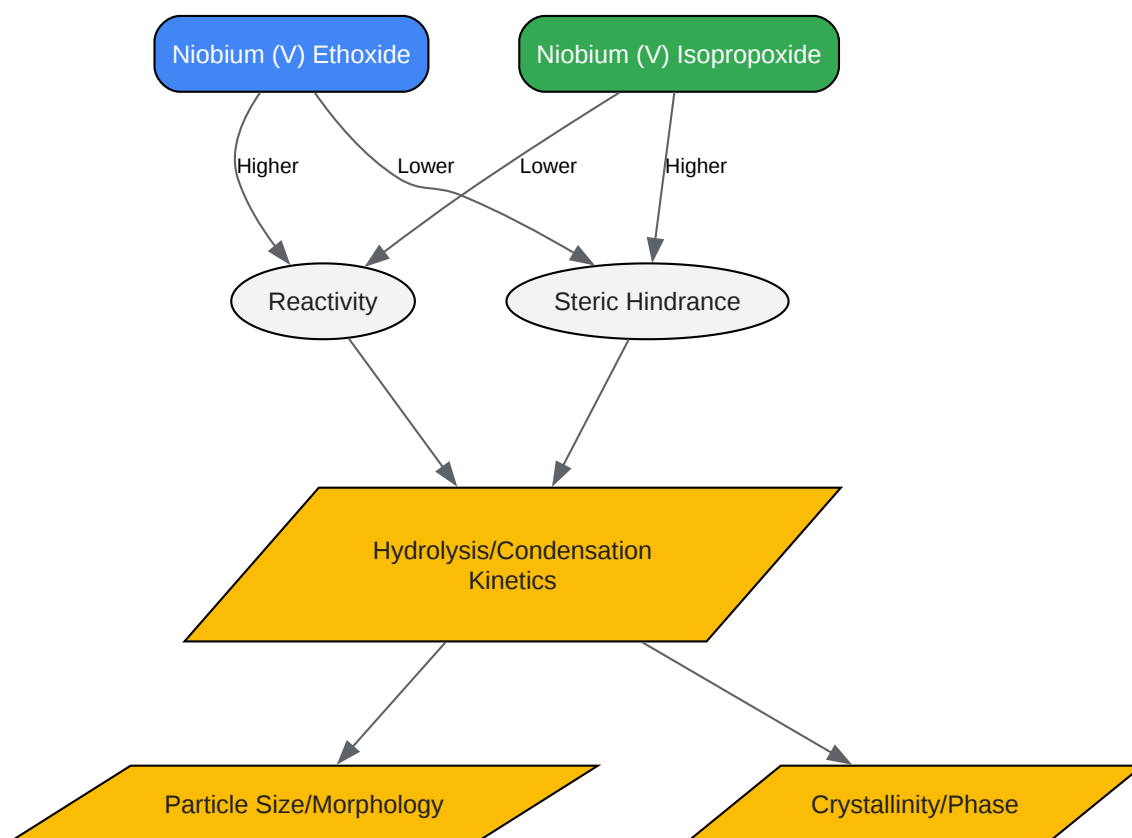 Niobium (V) Ethoxide
Niobium (V) Isopropoxide
Higher
Lower
Lower
Higher
Reactivity
Steric Hindrance
Hydrolysis/Condensation
Kinetics
Particle Size/Morphology
Crystallinity/Phase